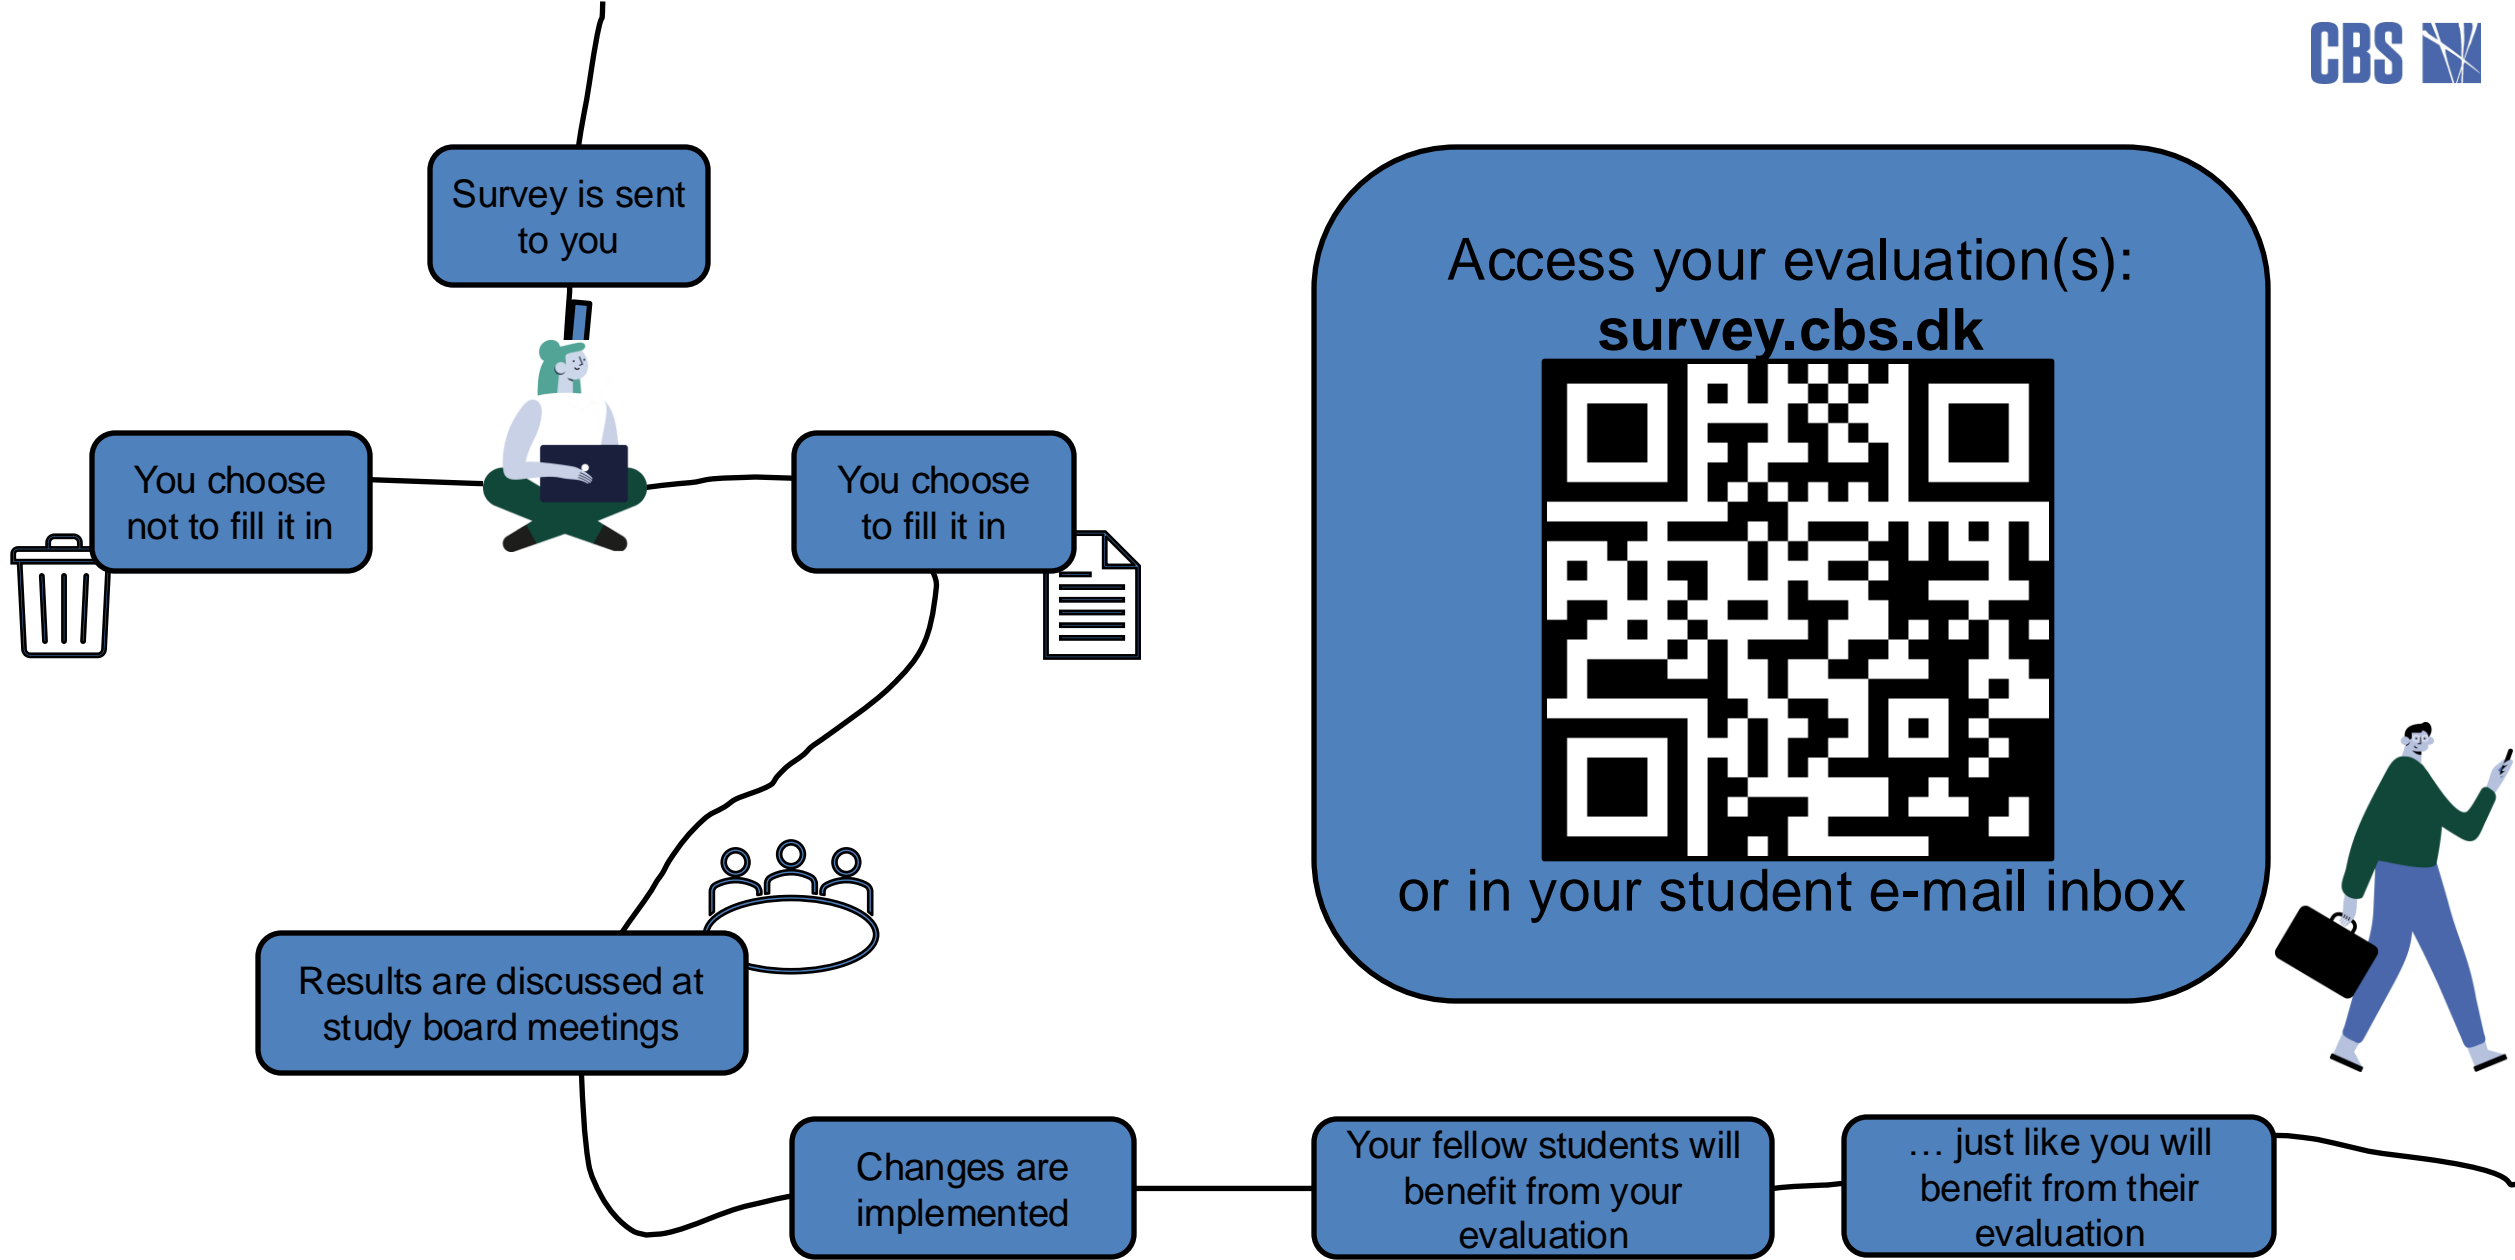 CBS
Survey is sent
to you
You choose
not to fill it in
You choose
to fill it in
Results are discussed at
study board meetings
Changes are
implemented
Your fellow students will
benefit from your
evaluation
… just like you will
benefit from their
evaluation
Access your evaluation(s):
survey.cbs.dk
or in your student e-mail inbox